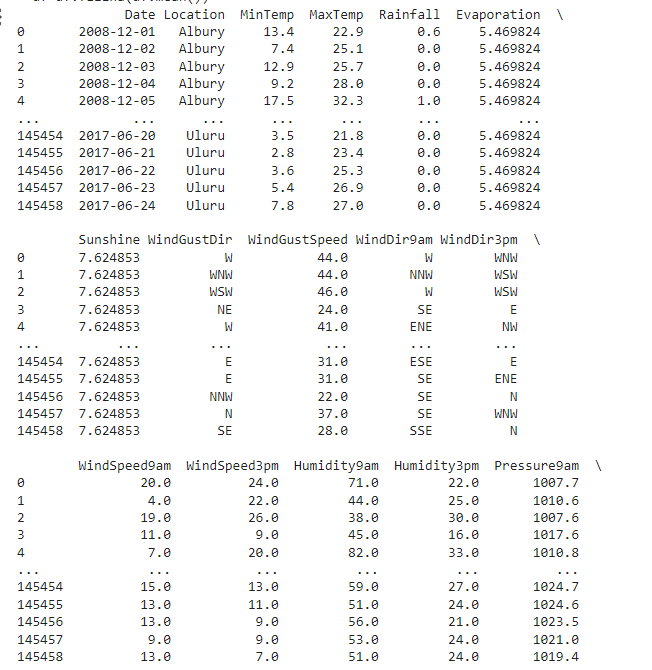 Date Location  MinTemp  MaxTemp  Rainfall  Evaporation  \
0       2008-12-01   Albury     13.4     22.9       0.6     5.469824
1       2008-12-02   Albury      7.4     25.1       0.0     5.469824
2       2008-12-03   Albury     12.9     25.7       0.0     5.469824
3       2008-12-04   Albury      9.2     28.0       0.0     5.469824
4       2008-12-05   Albury     17.5     32.3       1.0     5.469824
...            ...      ...      ...      ...       ...          ...
145454  2017-06-20    Uluru      3.5     21.8       0.0     5.469824
145455  2017-06-21    Uluru      2.8     23.4       0.0     5.469824
145456  2017-06-22    Uluru      3.6     25.3       0.0     5.469824
145457  2017-06-23    Uluru      5.4     26.9       0.0     5.469824
145458  2017-06-24    Uluru      7.8     27.0       0.0     5.469824
        Sunshine WindGustDir  WindGustSpeed WindDir9am WindDir3pm  \
0       7.624853           W           44.0          W        WNW
1       7.624853         WNW           44.0        NNW        WSW
2       7.624853         WSW           46.0          W        WSW
3       7.624853          NE           24.0         SE          E
4       7.624853           W           41.0        ENE         NW
...          ...         ...            ...        ...        ...
145454  7.624853           E           31.0        ESE          E
145455  7.624853           E           31.0         SE        ENE
145456  7.624853         NNW           22.0         SE          N
145457  7.624853           N           37.0         SE        WNW
145458  7.624853          SE           28.0        SSE          N
        WindSpeed9am  WindSpeed3pm  Humidity9am  Humidity3pm  Pressure9am  \
0               20.0          24.0         71.0         22.0       1007.7
1                4.0          22.0         44.0         25.0       1010.6
2               19.0          26.0         38.0         30.0       1007.6
3               11.0           9.0         45.0         16.0       1017.6
4                7.0          20.0         82.0         33.0       1010.8
...              ...           ...          ...          ...          ...
145454          15.0          13.0         59.0         27.0       1024.7
145455          13.0          11.0         51.0         24.0       1024.6
145456          13.0           9.0         56.0         21.0       1023.5
145457           9.0           9.0         53.0         24.0       1021.0
145458          13.0           7.0         51.0         24.0       1019.4